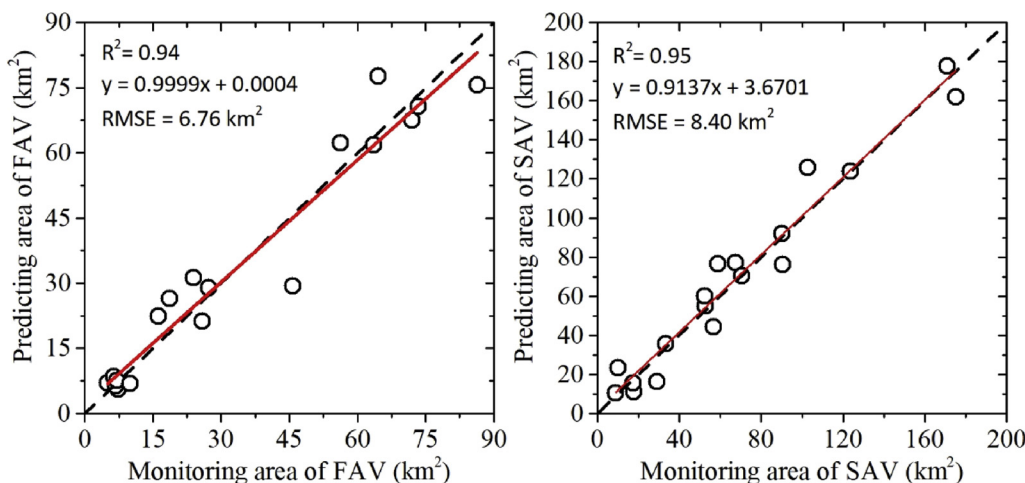 90
75
60
45
30
15
0
Predicting area of FAV (km²)
R²= 0.94
y = 0.9999x + 0.0004
RMSE = 6.76 km²
0 15 30 45 60 75 90
Monitoring area of FAV (km²)
200
180
160
140
120
100
80
60
40
20
0
Predicting area of SAV (km²)
R²= 0.95
y = 0.9137x + 3.6701
RMSE = 8.40 km²
0 40 80 120 160 200
Monitoring area of SAV (km²)